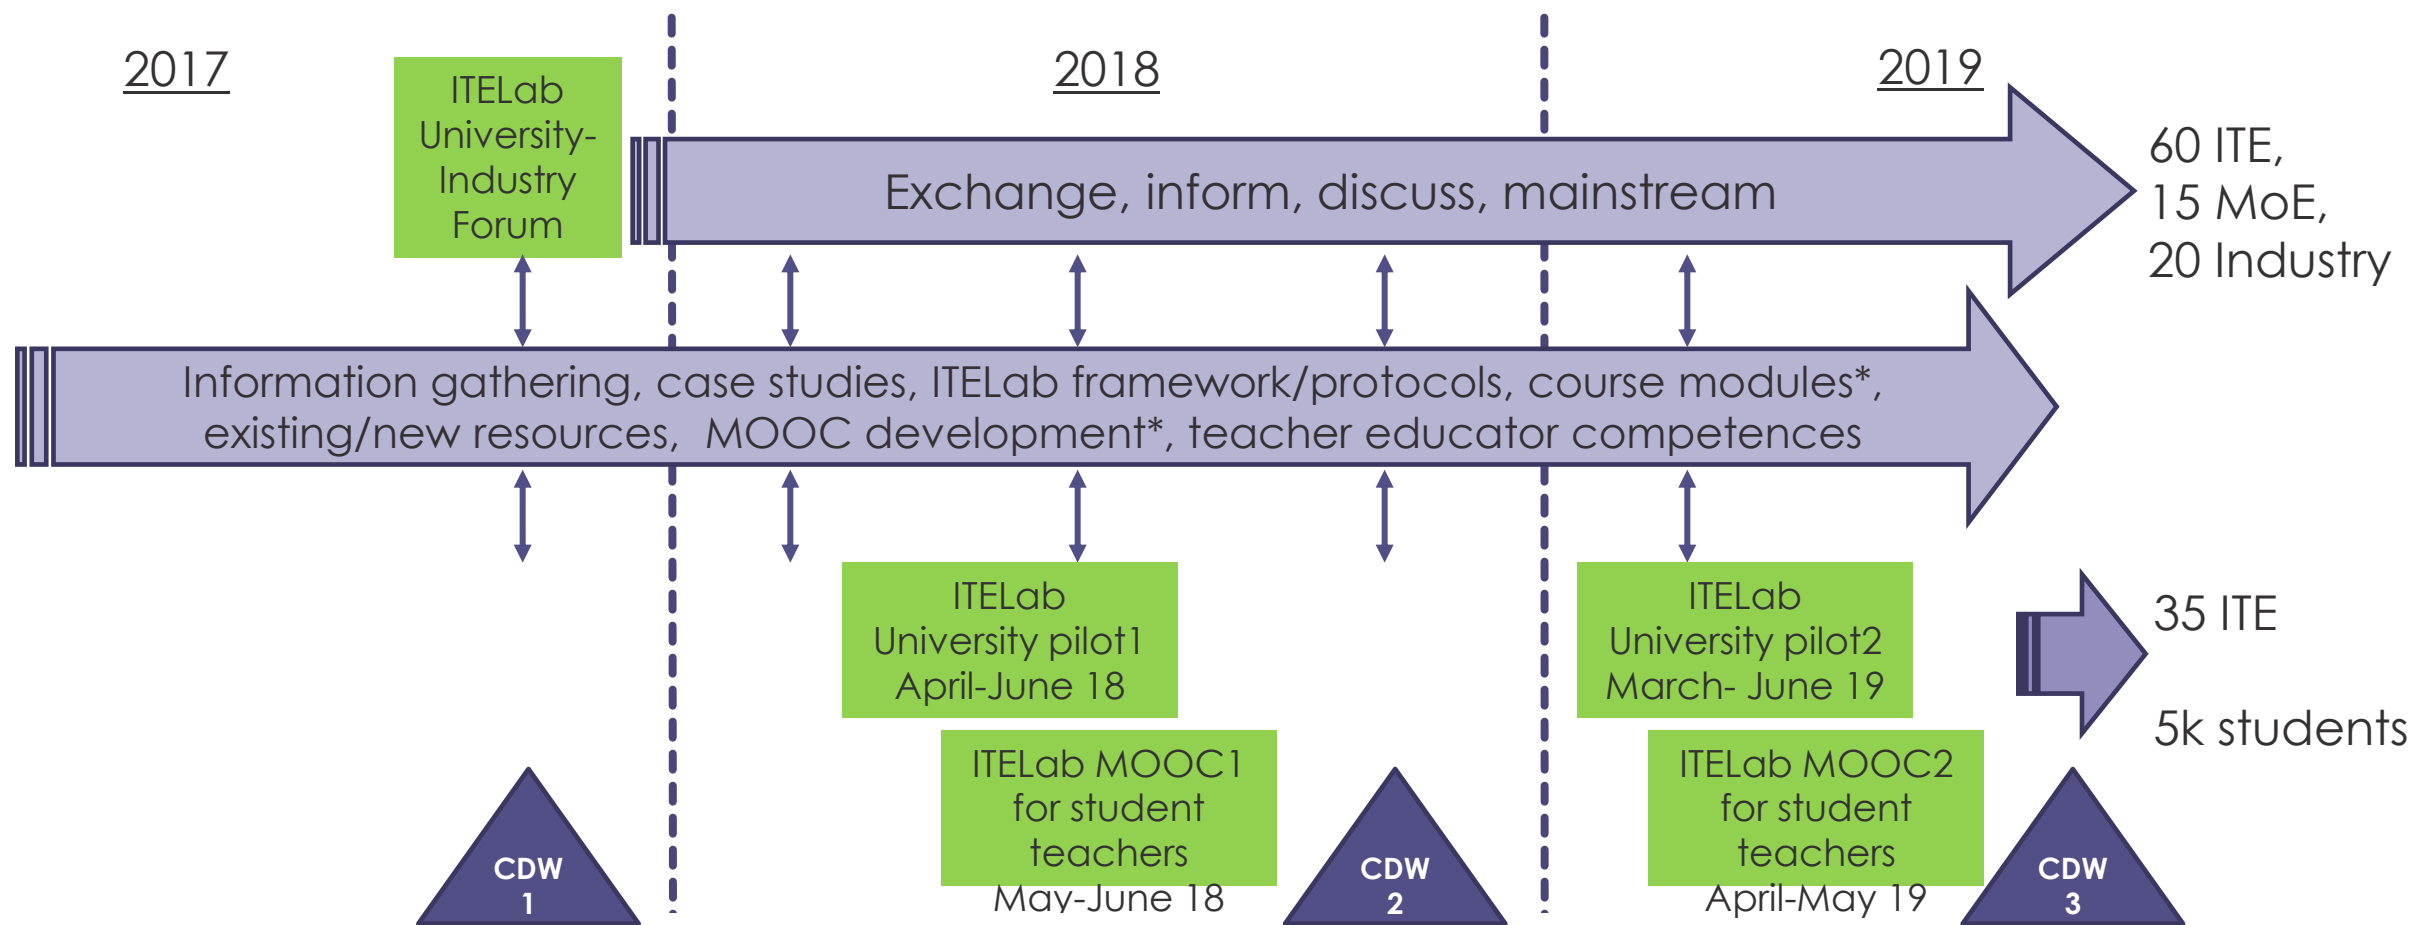 2017
2018
2019
ITELab
University-
Industry
Forum
Exchange, inform, discuss, mainstream
60 ITE,
15 MoE,
20 Industry
Information gathering, case studies, ITELab framework/protocols, course modules*,
existing/new resources, MOOC development*, teacher educator competences
ITELab
University pilot1
April-June 18
ITELab
University pilot2
March- June 19
35 ITE
5k students
ITELab MOOC1
for student
teachers
May-June 18
ITELab MOOC2
for student
teachers
April-May 19
CDW
1
CDW
2
CDW
3